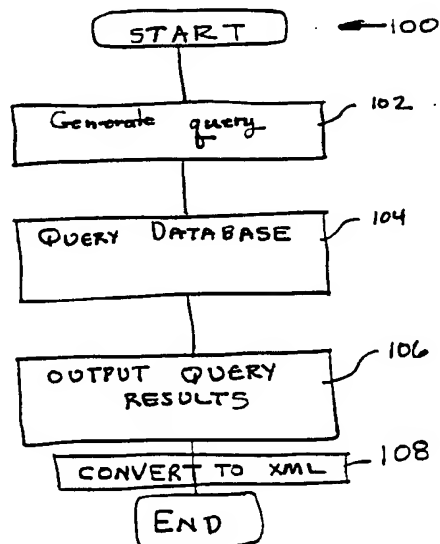 START
100
Generate query
102
QUERY DATABASE
104
OUTPUT QUERY
RESULTS
106
CONVERT TO XML
108
END